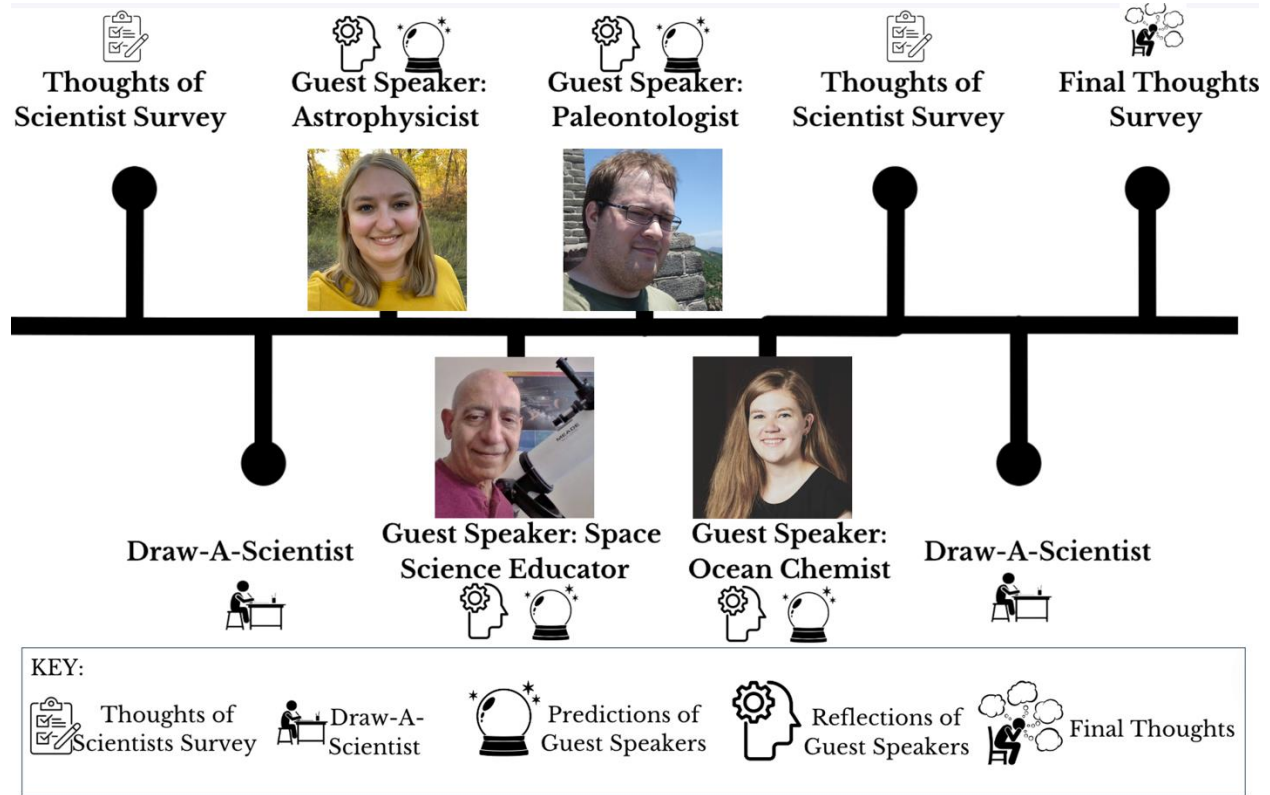 Thoughts of
Scientist Survey
Guest Speaker:
Astrophysicist
Guest Speaker:
Paleontologist
Thoughts of
Scientist Survey
Final Thoughts
Survey
MEADE
Draw-A-Scientist
Guest Speaker: Space
Science Educator
Guest Speaker:
Ocean Chemist
Draw-A-Scientist
KEY:
Thoughts of
Scientists Survey
Draw-A-
Scientist
Predictions of
Guest Speakers
Reflections of
Guest Speakers
Final Thoughts